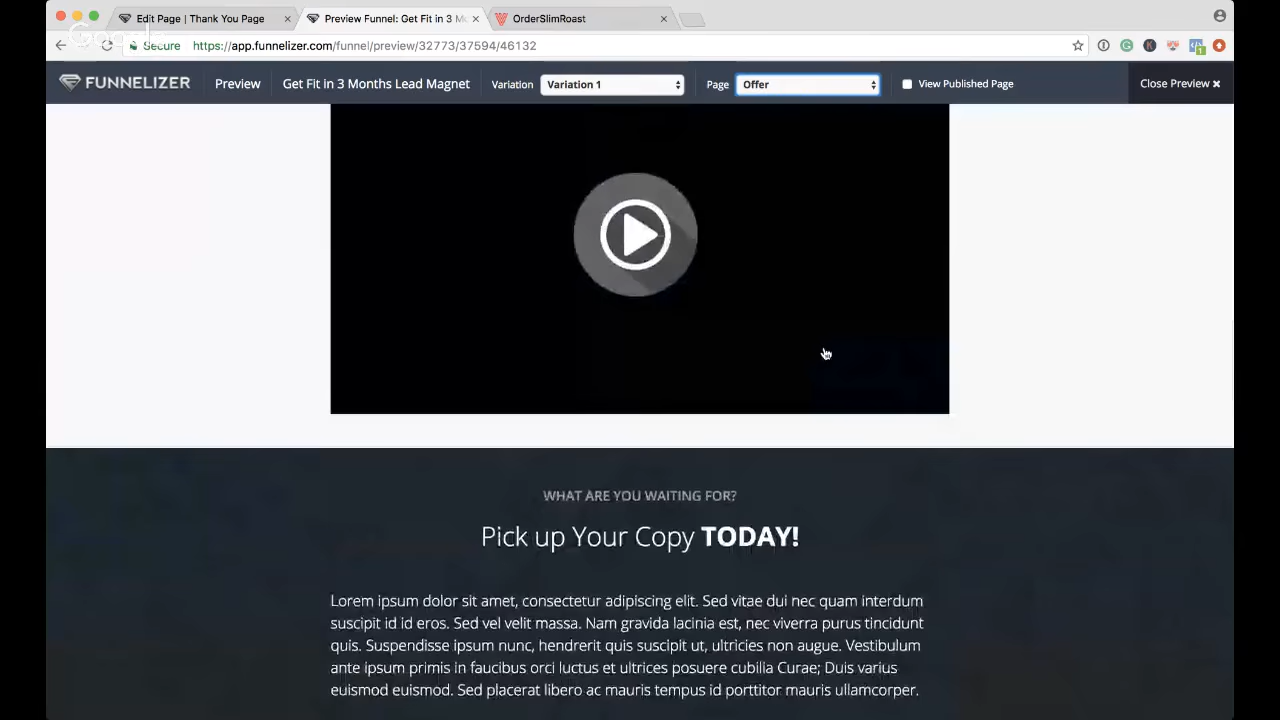 Edit Page | Thank You Page
Preview Funnel: Get Fit in 3 M
OrderSlimRoast
Google
Secure
https://app.funnelizer.com/funnel/preview/32773/37594/46132
1
FUNNELIZER
Preview
Get Fit in 3 Months Lead Magnet
Variation
Variation 1
Page
Offer
View Published Page
Close Preview ×
WHAT ARE YOU WAITING FOR?
Pick up Your Copy TODAY!
Lorem ipsum dolor sit amet, consectetur adipiscing elit. Sed vitae dui nec quam interdum
suscipit id id eros. Sed vel velit massa. Nam gravida lacinia est, nec viverra purus tincidunt
quis. Suspendisse ipsum nunc, hendrerit quis suscipit ut, ultricies non augue. Vestibulum
ante ipsum primis in faucibus orci luctus et ultrices posuere cubilia Curae; Duis varius
euismod euismod. Sed placerat libero ac mauris tempus id porttitor mauris ullamcorper.